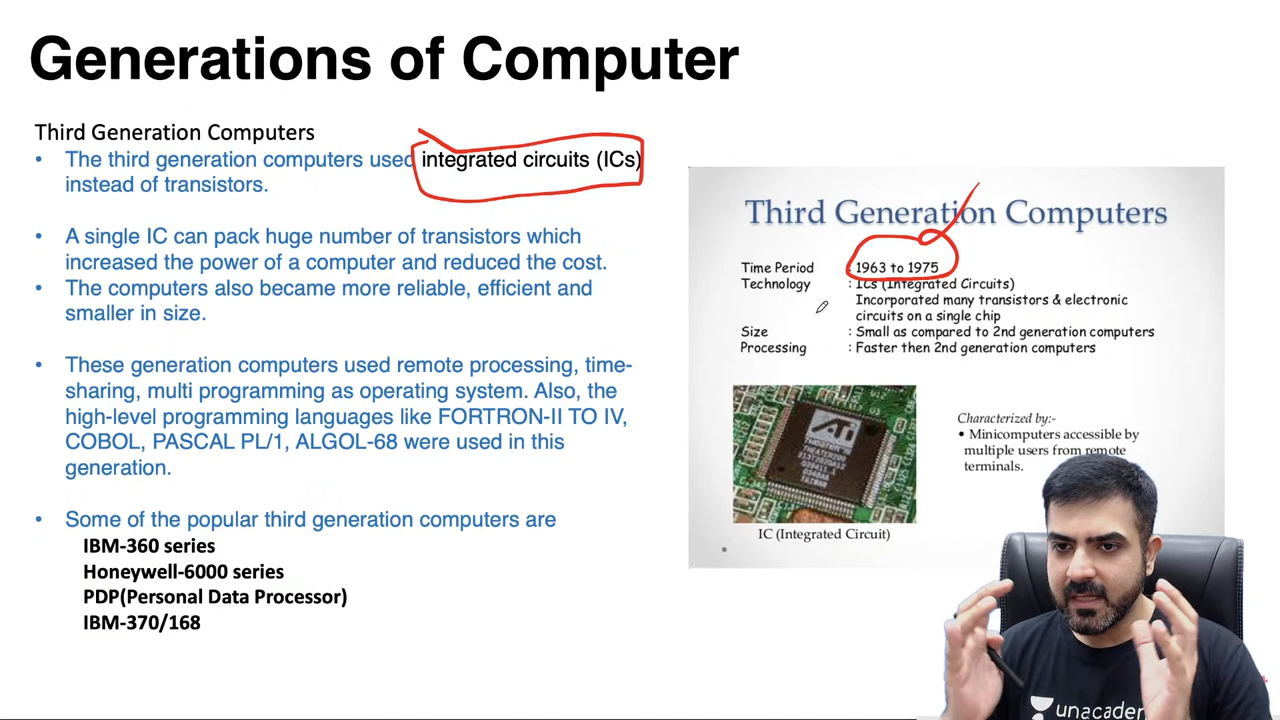 Generations of Computer
Third Generation Computers
• The third generation computers used integrated circuits (ICs)
instead of transistors.
• A single IC can pack huge number of transistors which
increased the power of a computer and reduced the cost.
• The computers also became more reliable, efficient and
smaller in size.
• These generation computers used remote processing, time-
sharing, multi programming as operating system. Also, the
high-level programming languages like FORTRON-II TO IV,
COBOL, PASCAL PL/1, ALGOL-68 were used in this
generation.
• Some of the popular third generation computers are
IBM-360 series
Honeywell-6000 series
PDP(Personal Data Processor)
IBM-370/168
Third Generation Computers
Time Period : 1963 to 1975
Technology : ICs (Integrated Circuits)
Incorporated many transistors & electronic
circuits on a single chip
Size : Small as compared to 2nd generation computers
Processing : Faster then 2nd generation computers
ATI
IC (Integrated Circuit)
Characterized by:-
• Minicomputers accessible by
multiple users from remote
terminals.
unacadem